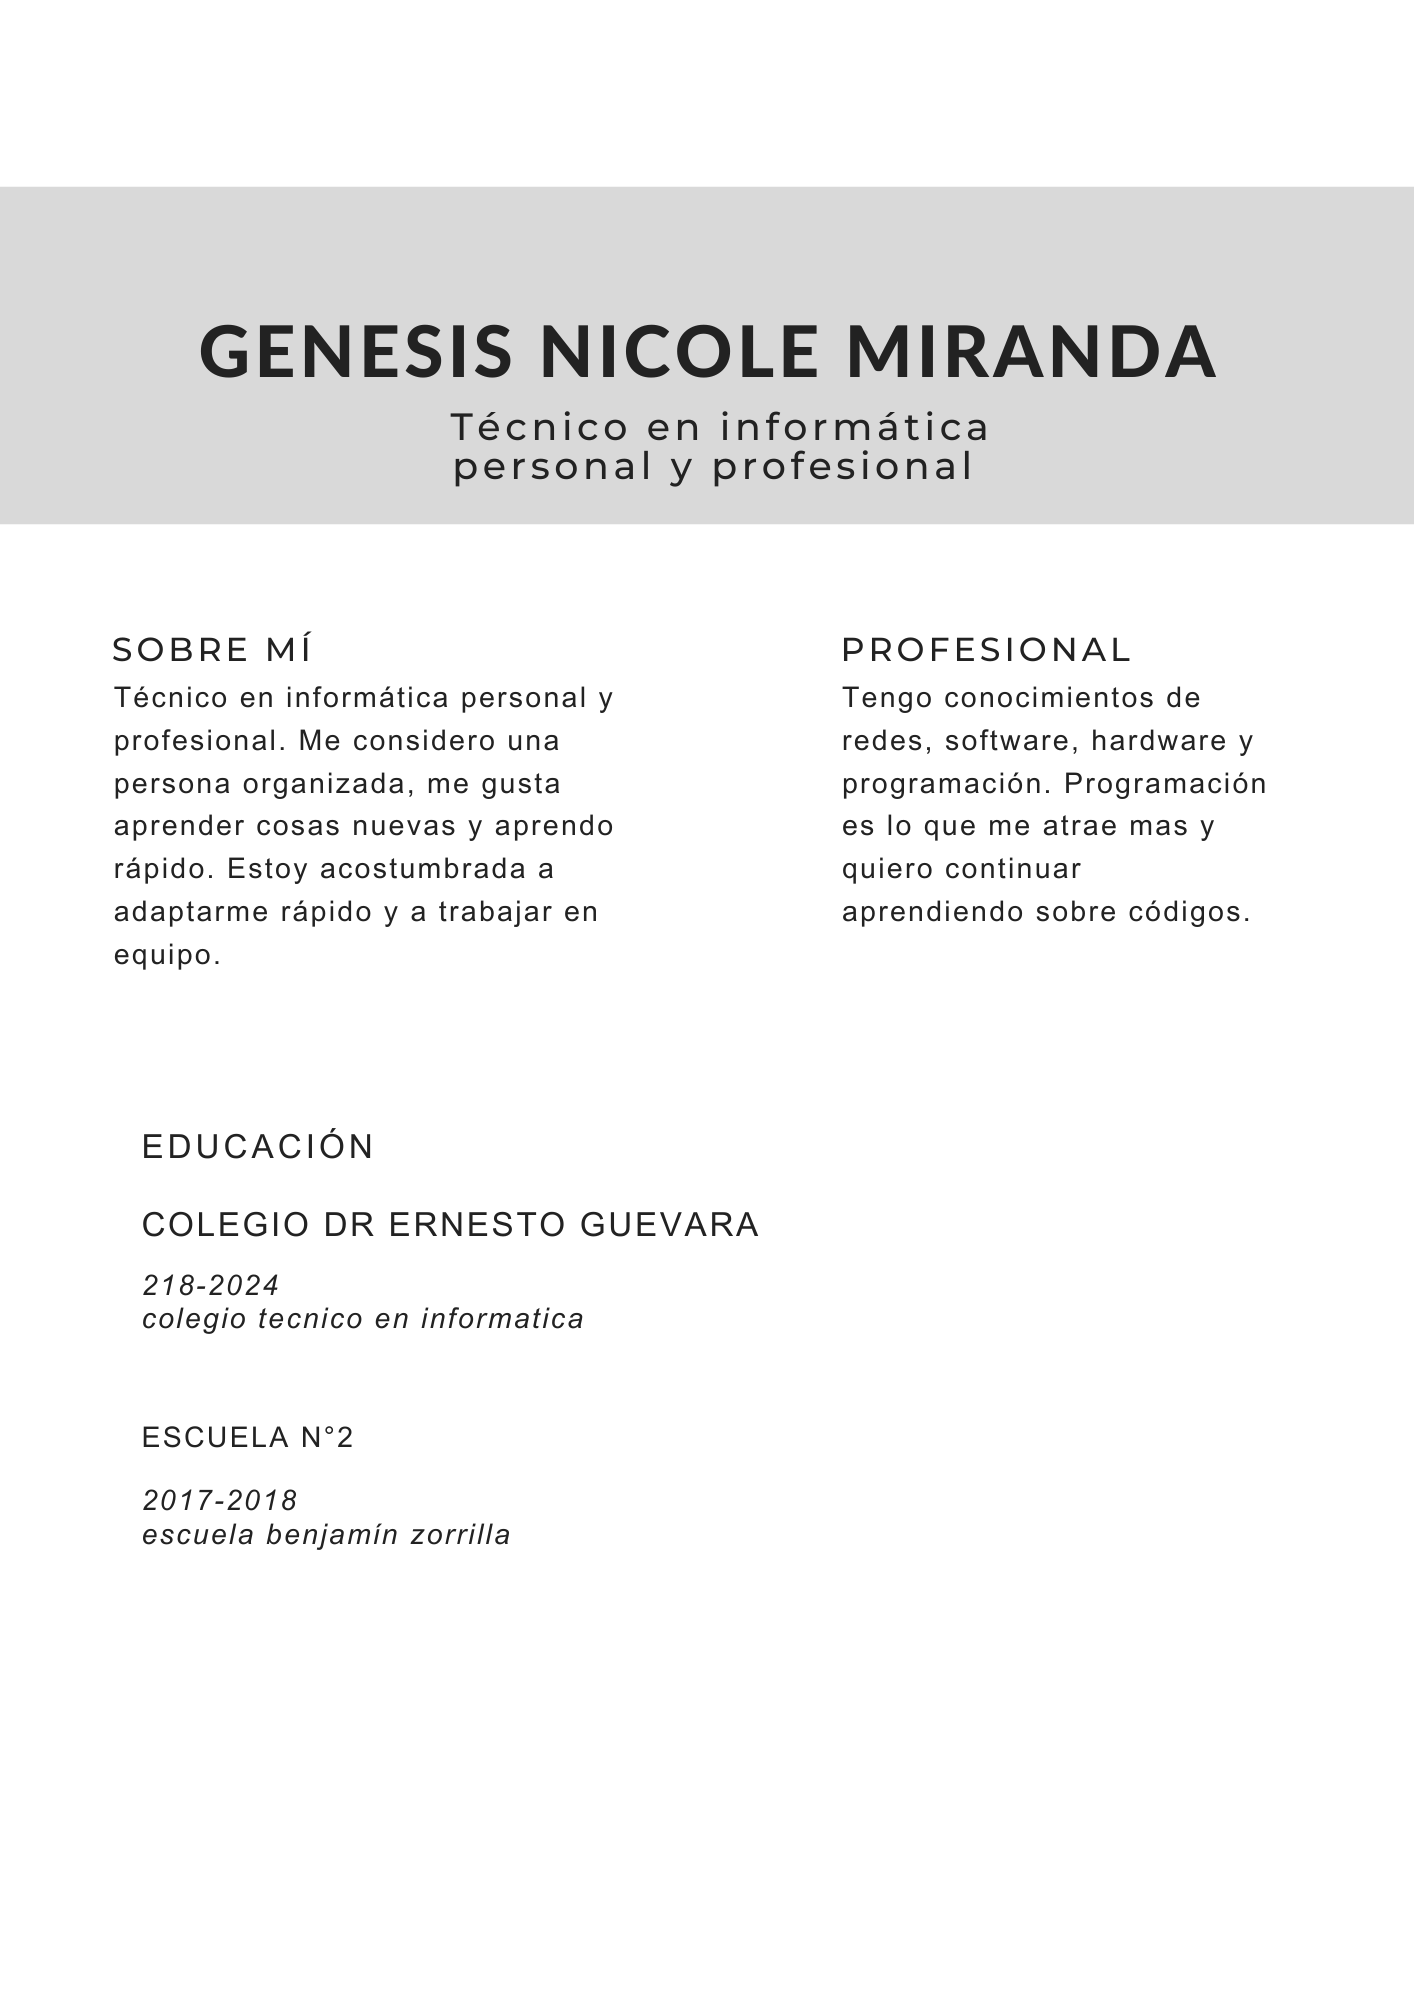 GENESIS NICOLE MIRANDA
Técnico en informática
personal y profesional
SOBRE MÍ
Técnico en informática personal y
profesional. Me considero una
persona organizada, me gusta
aprender cosas nuevas y aprendo
rápido. Estoy acostumbrada a
adaptarme rápido y a trabajar en
equipo.
PROFESIONAL
Tengo conocimientos de
redes, software, hardware y
programación. Programación
es lo que me atrae mas y
quiero continuar
aprendiendo sobre códigos.
EDUCACIÓN
COLEGIO DR ERNESTO GUEVARA
218-2024
colegio tecnico en informatica
ESCUELA N°2
2017-2018
escuela benjamín zorrilla